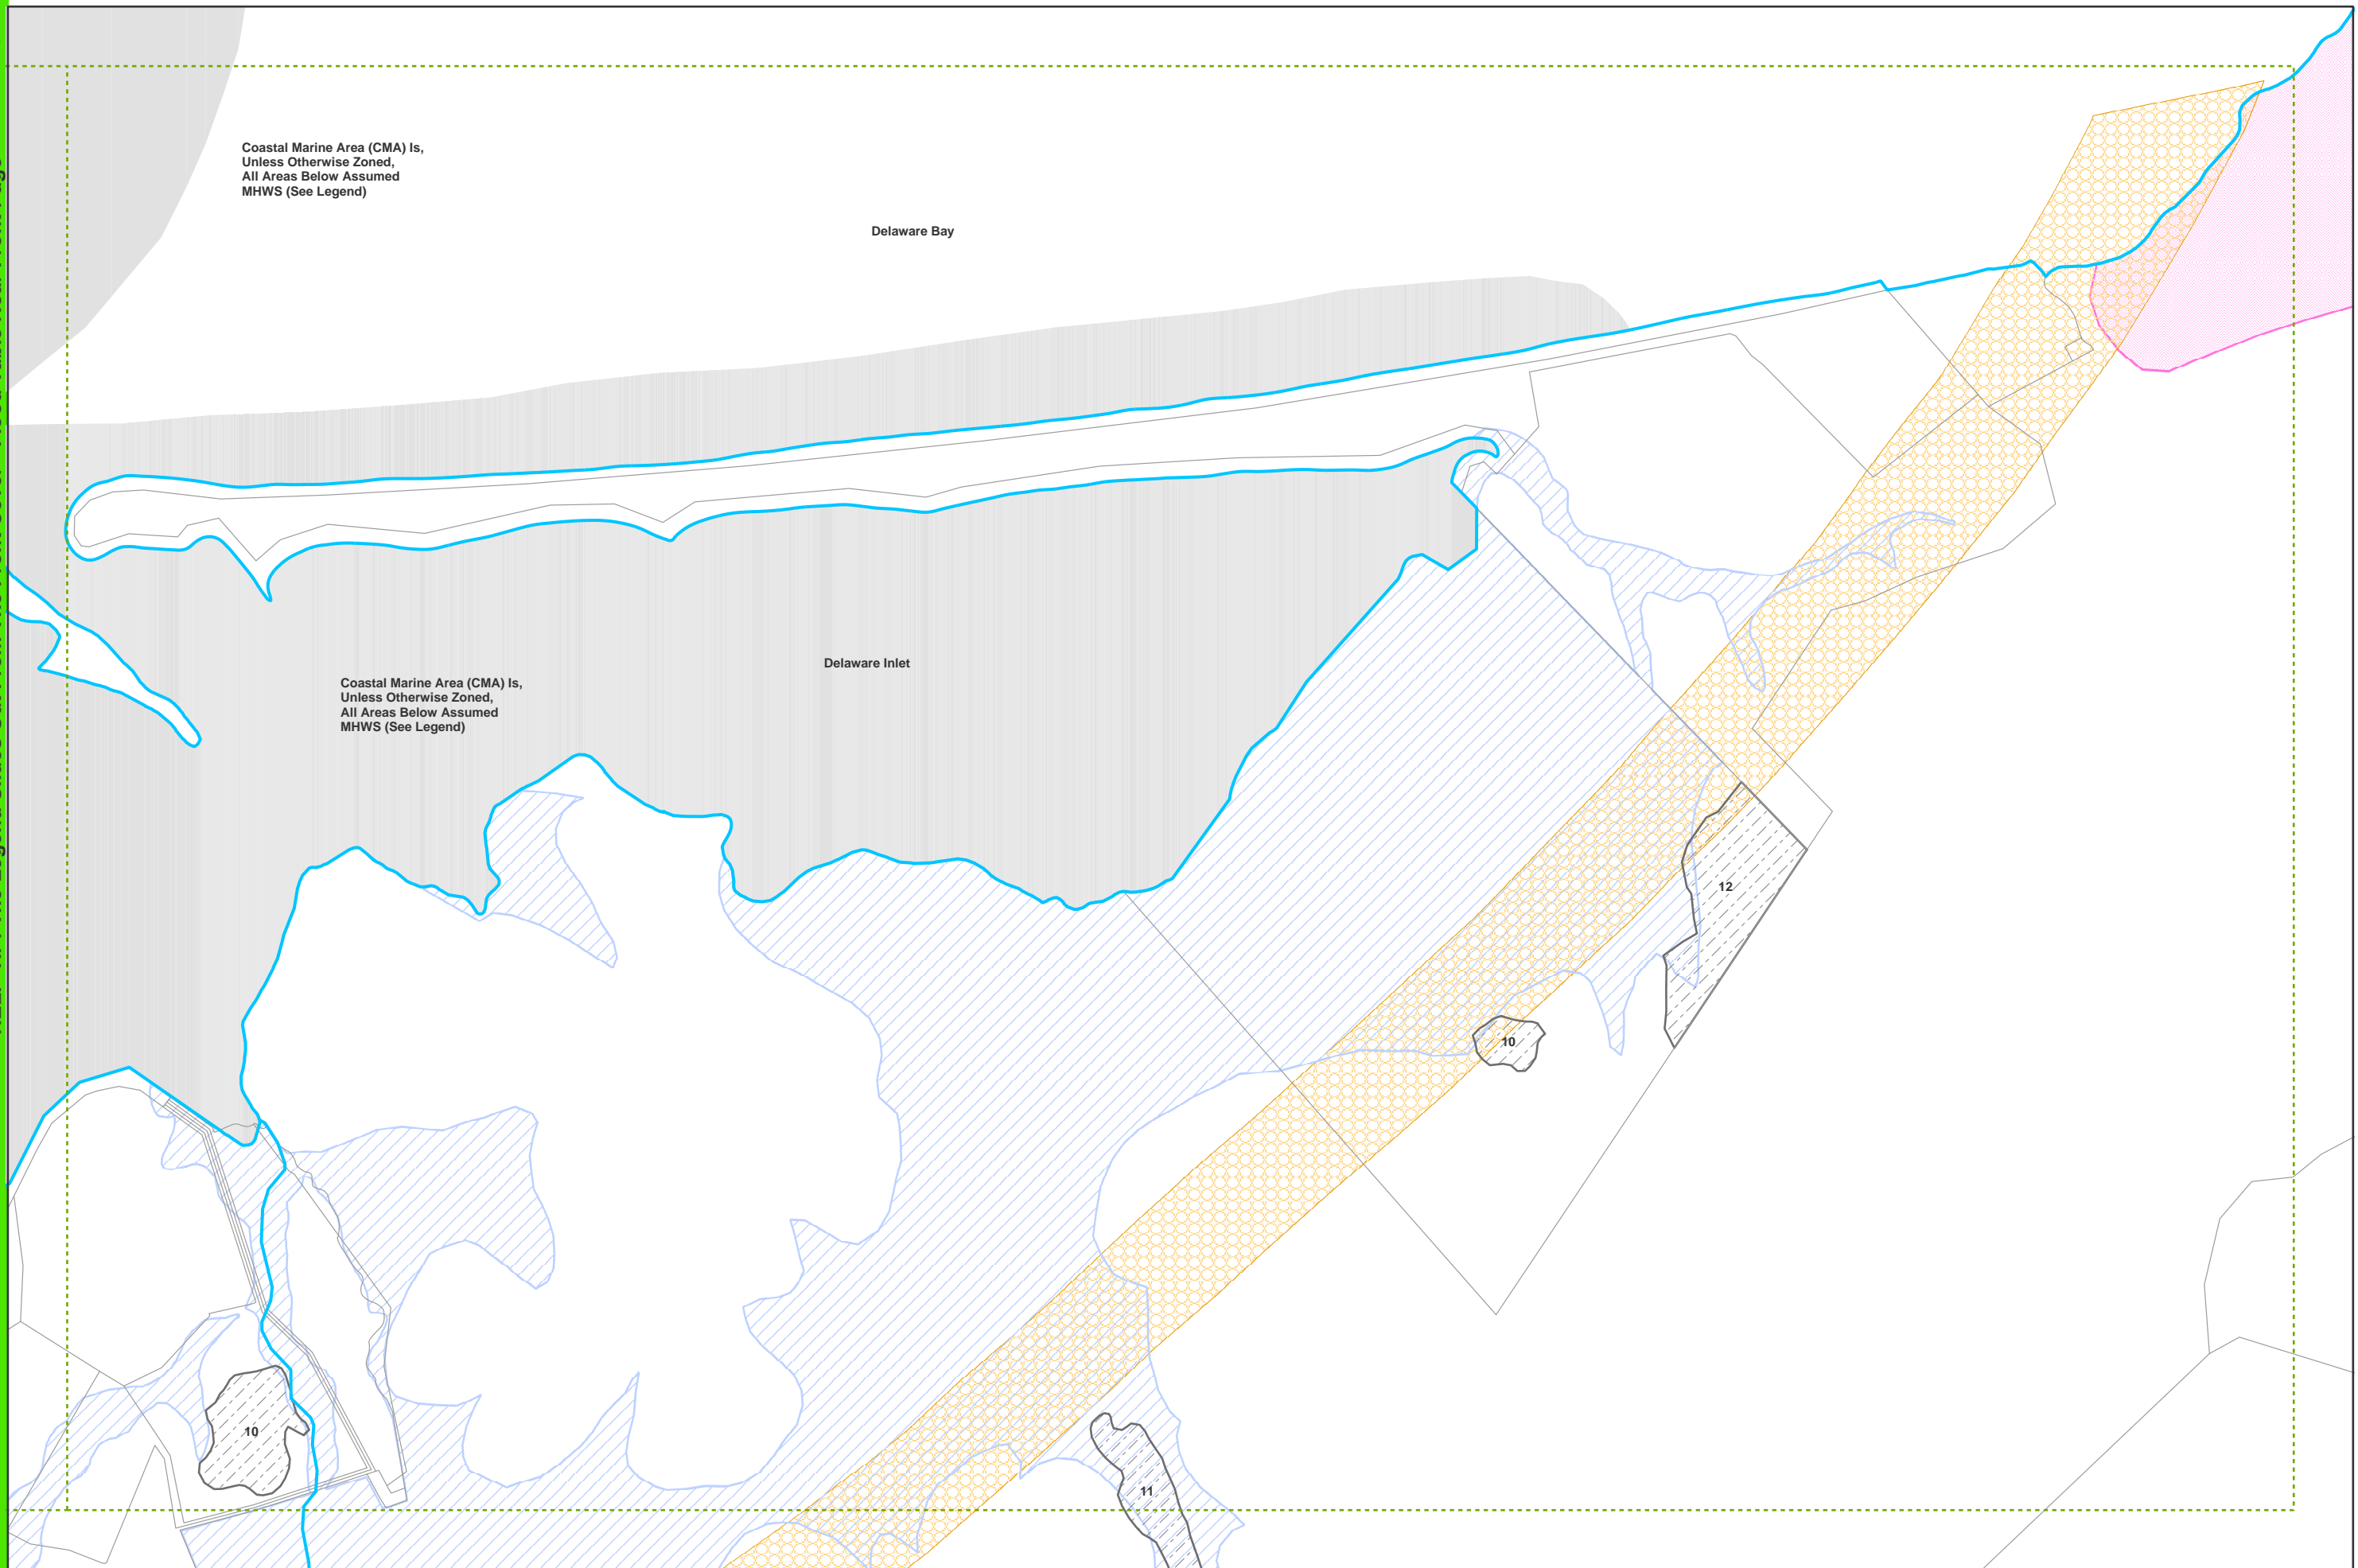 Coastal Marine Area (CMA) Is,
Unless Otherwise Zoned,
All Areas Below Assumed
MHWS (See Legend)
Delaware Bay
Delaware Inlet
Coastal Marine Area (CMA) Is,
Unless Otherwise Zoned,
All Areas Below Assumed
MHWS (See Legend)
12
10
10
11